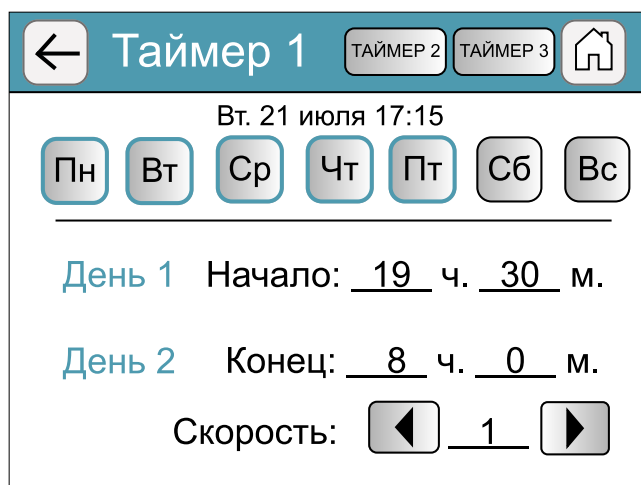 Таймер 1 ТАЙМЕР 2 ТАЙМЕР 3
Вт. 21 июля 17:15
Пн Вт Ср Чт Пт Сб Вс
День 1 Начало: 19 ч. 30 м.
День 2 Конец: 8 ч. 0 м.
Скорость: 1